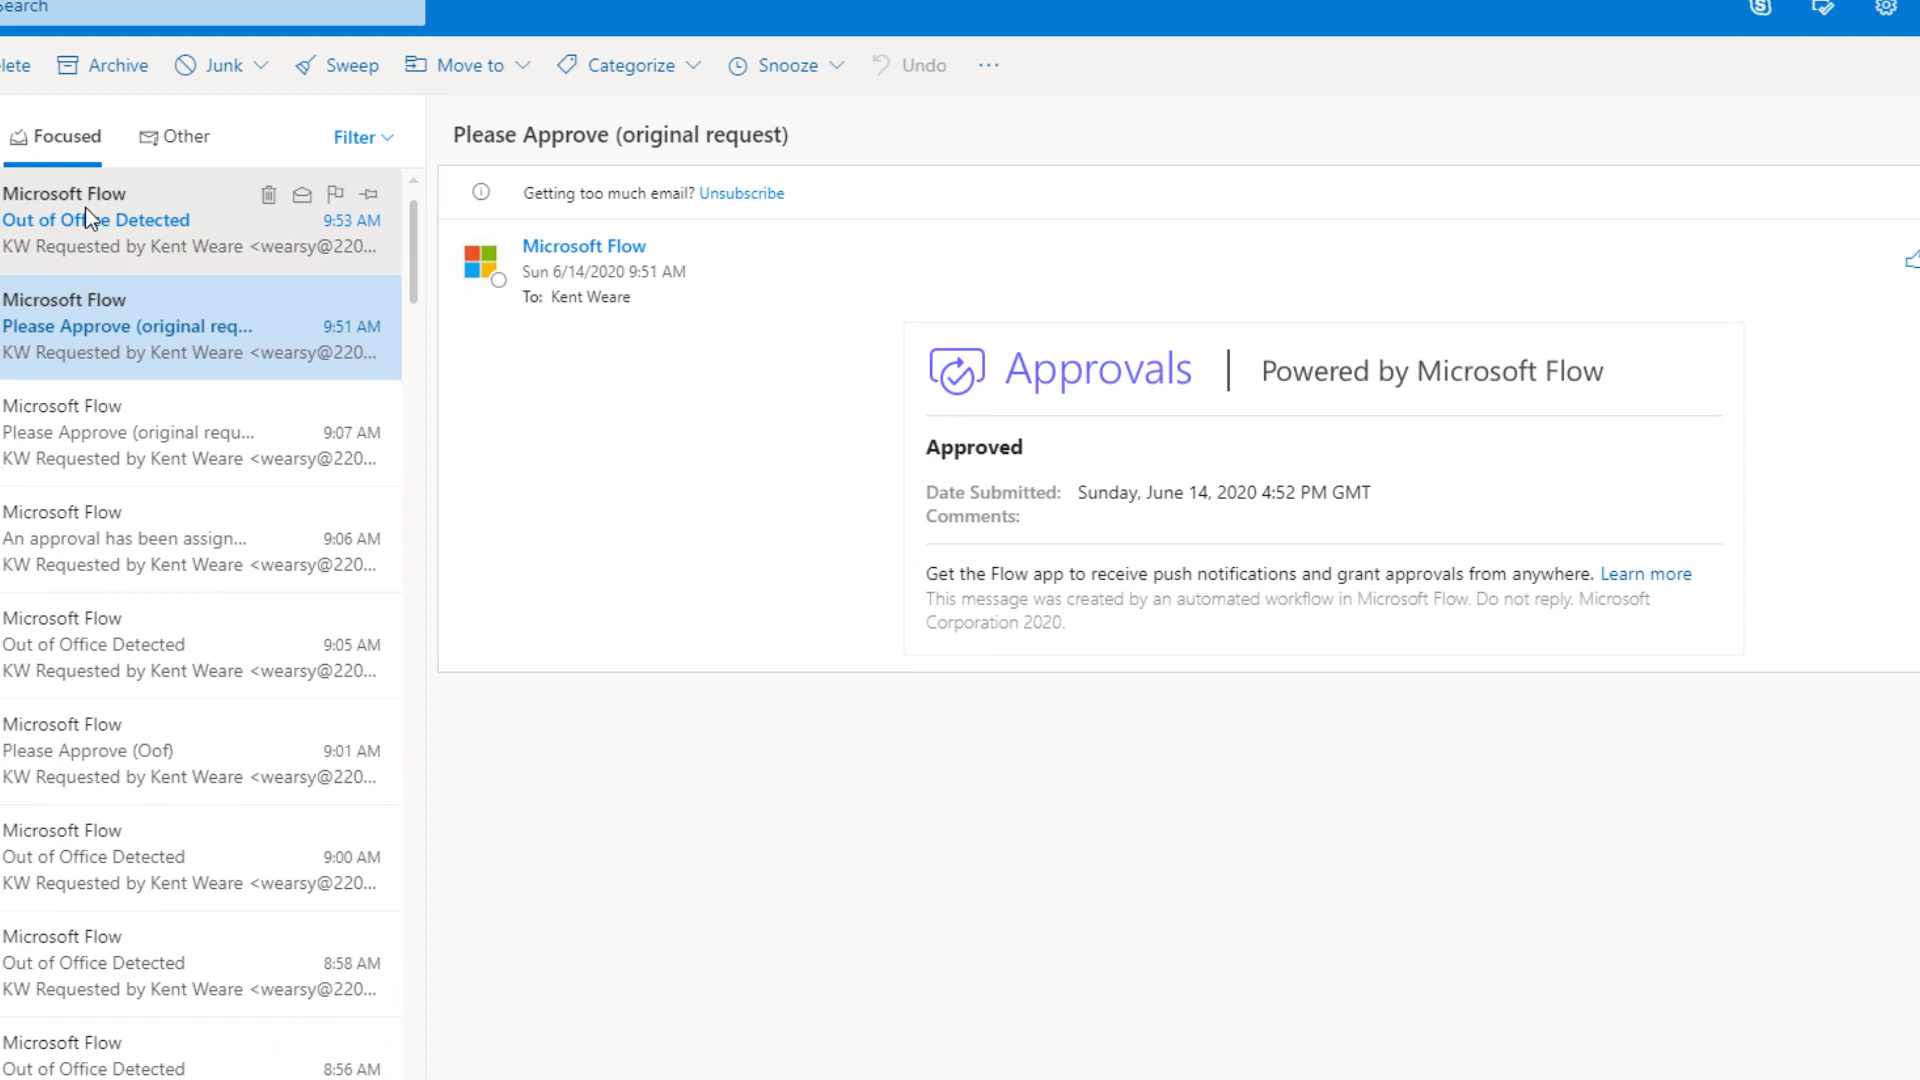 Search
lete Archive Junk Sweep Move to Categorize Snooze Undo ...
Focused Other Filter
Microsoft Flow
Out of Office Detected 9:53 AM
KW Requested by Kent Weare <wearsy@220...
Microsoft Flow
Please Approve (original req... 9:51 AM
KW Requested by Kent Weare <wearsy@220...
Microsoft Flow
Please Approve (original requ... 9:07 AM
KW Requested by Kent Weare <wearsy@220...
Microsoft Flow
An approval has been assign... 9:06 AM
KW Requested by Kent Weare <wearsy@220...
Microsoft Flow
Out of Office Detected 9:05 AM
KW Requested by Kent Weare <wearsy@220...
Microsoft Flow
Please Approve (Oof) 9:01 AM
KW Requested by Kent Weare <wearsy@220...
Microsoft Flow
Out of Office Detected 9:00 AM
KW Requested by Kent Weare <wearsy@220...
Microsoft Flow
Out of Office Detected 8:58 AM
KW Requested by Kent Weare <wearsy@220...
Microsoft Flow
Out of Office Detected 8:56 AM
Please Approve (original request)
Getting too much email? Unsubscribe
Microsoft Flow
Sun 6/14/2020 9:51 AM
To: Kent Weare
Approvals | Powered by Microsoft Flow
Approved
Date Submitted: Sunday, June 14, 2020 4:52 PM GMT
Comments:
Get the Flow app to receive push notifications and grant approvals from anywhere. Learn more
This message was created by an automated workflow in Microsoft Flow. Do not reply. Microsoft
Corporation 2020.